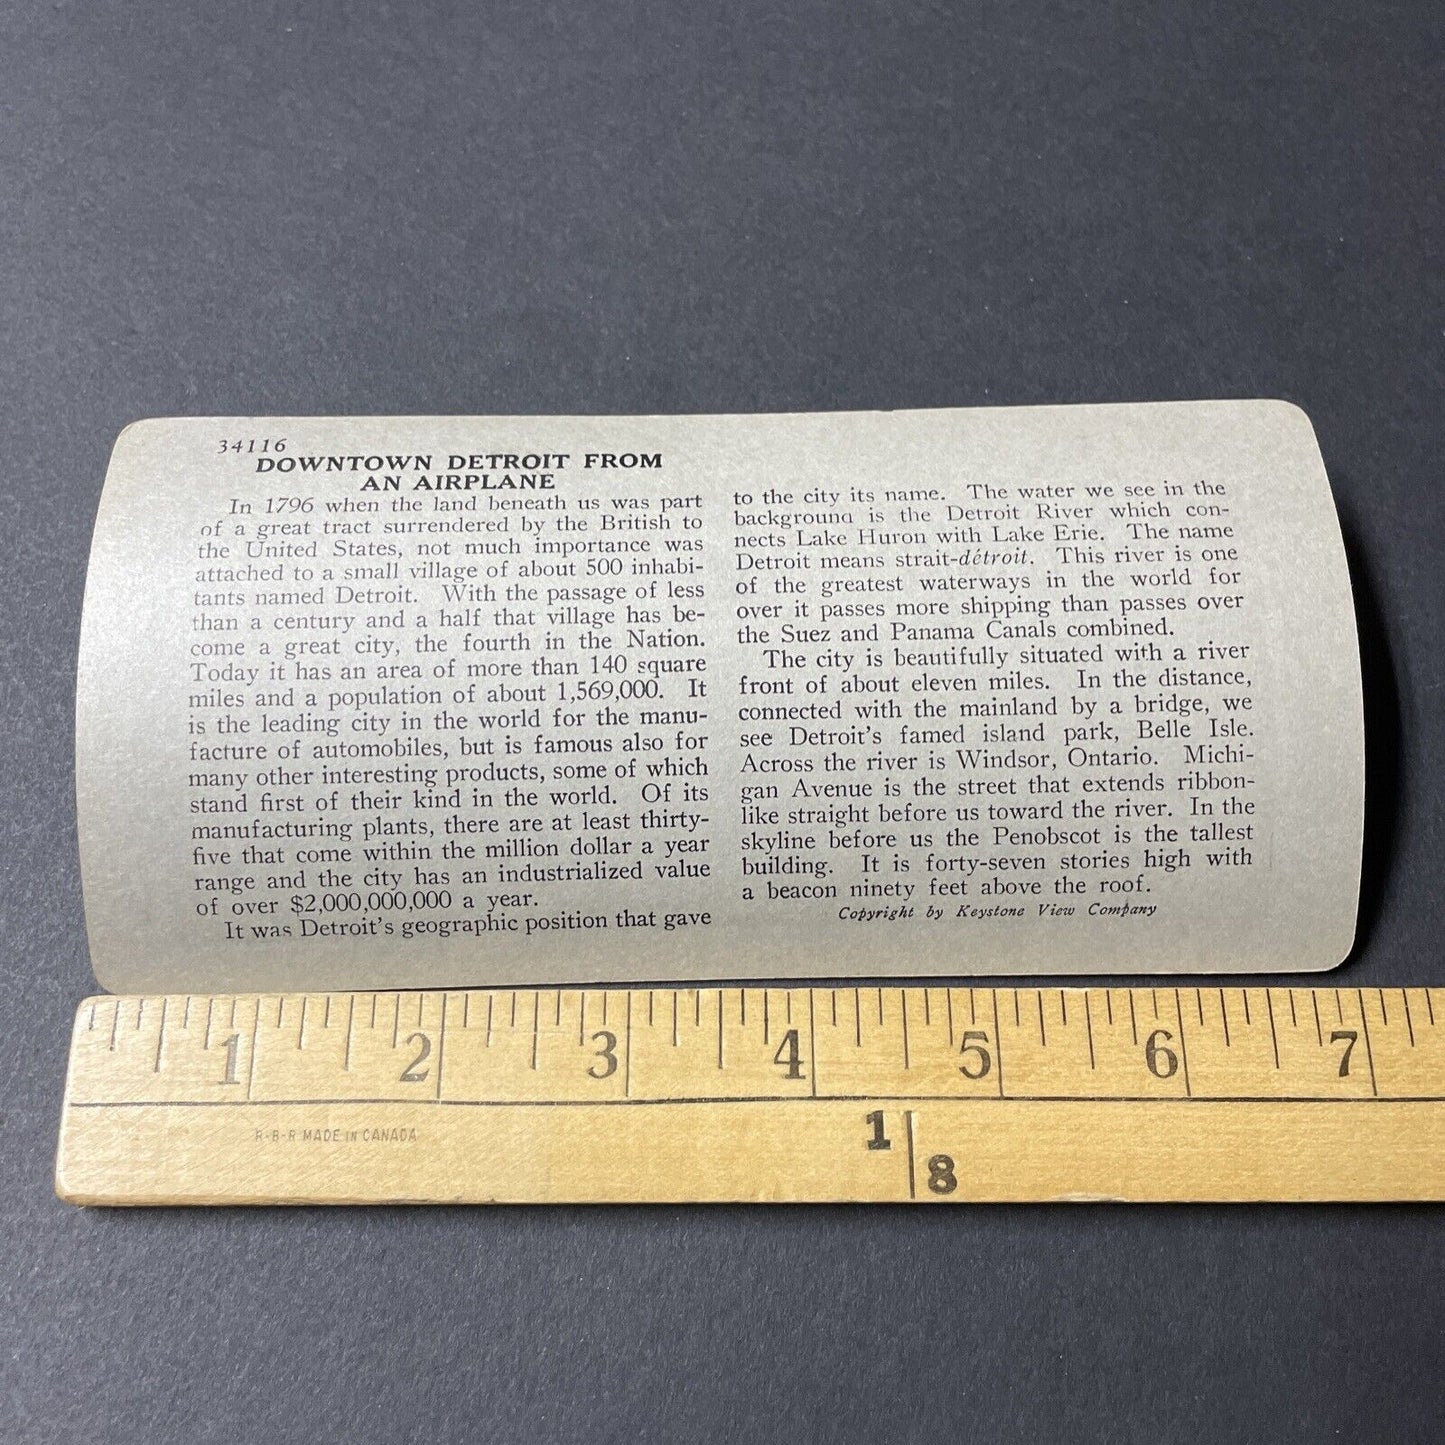 34116
DOWNTOWN DETROIT FROM
AN AIRPLANE
In 1796 when the land beneath us was part
of a great tract surrendered by the British to
the United States, not much importance was
attached to a small village of about 500 inhabi-
tants named Detroit. With the passage of less
than a century and a half that village has be-
come a great city, the fourth in the Nation.
Today it has an area of more than 140 square
miles and a population of about 1,569,000. It
is the leading city in the world for the manu-
facture of automobiles, but is famous also for
many other interesting products, some of which
stand first of their kind in the world. Of its
manufacturing plants, there are at least thirty-
five that come within the million dollar a year
range and the city has an industrialized value
of over $2,000,000,000 a year.
It was Detroit's geographic position that gave
to the city its name. The water we see in the
background is the Detroit River which con-
nects Lake Huron with Lake Erie. The name
Detroit means strait-détroit. This river is one
of the greatest waterways in the world for
over it passes more shipping than passes over
the Suez and Panama Canals combined.
The city is beautifully situated with a river
front of about eleven miles. In the distance,
connected with the mainland by a bridge, we
see Detroit's famed island park, Belle Isle.
Across the river is Windsor, Ontario. Michi-
gan Avenue is the street that extends ribbon-
like straight before us toward the river. In the
skyline before us the Penobscot is the tallest
building. It is forty-seven stories high with
a beacon ninety feet above the roof.
Copyright by Keystone View Company
1 2 3 4 5 6 7
R-B-R MADE IN CANADA
1 8